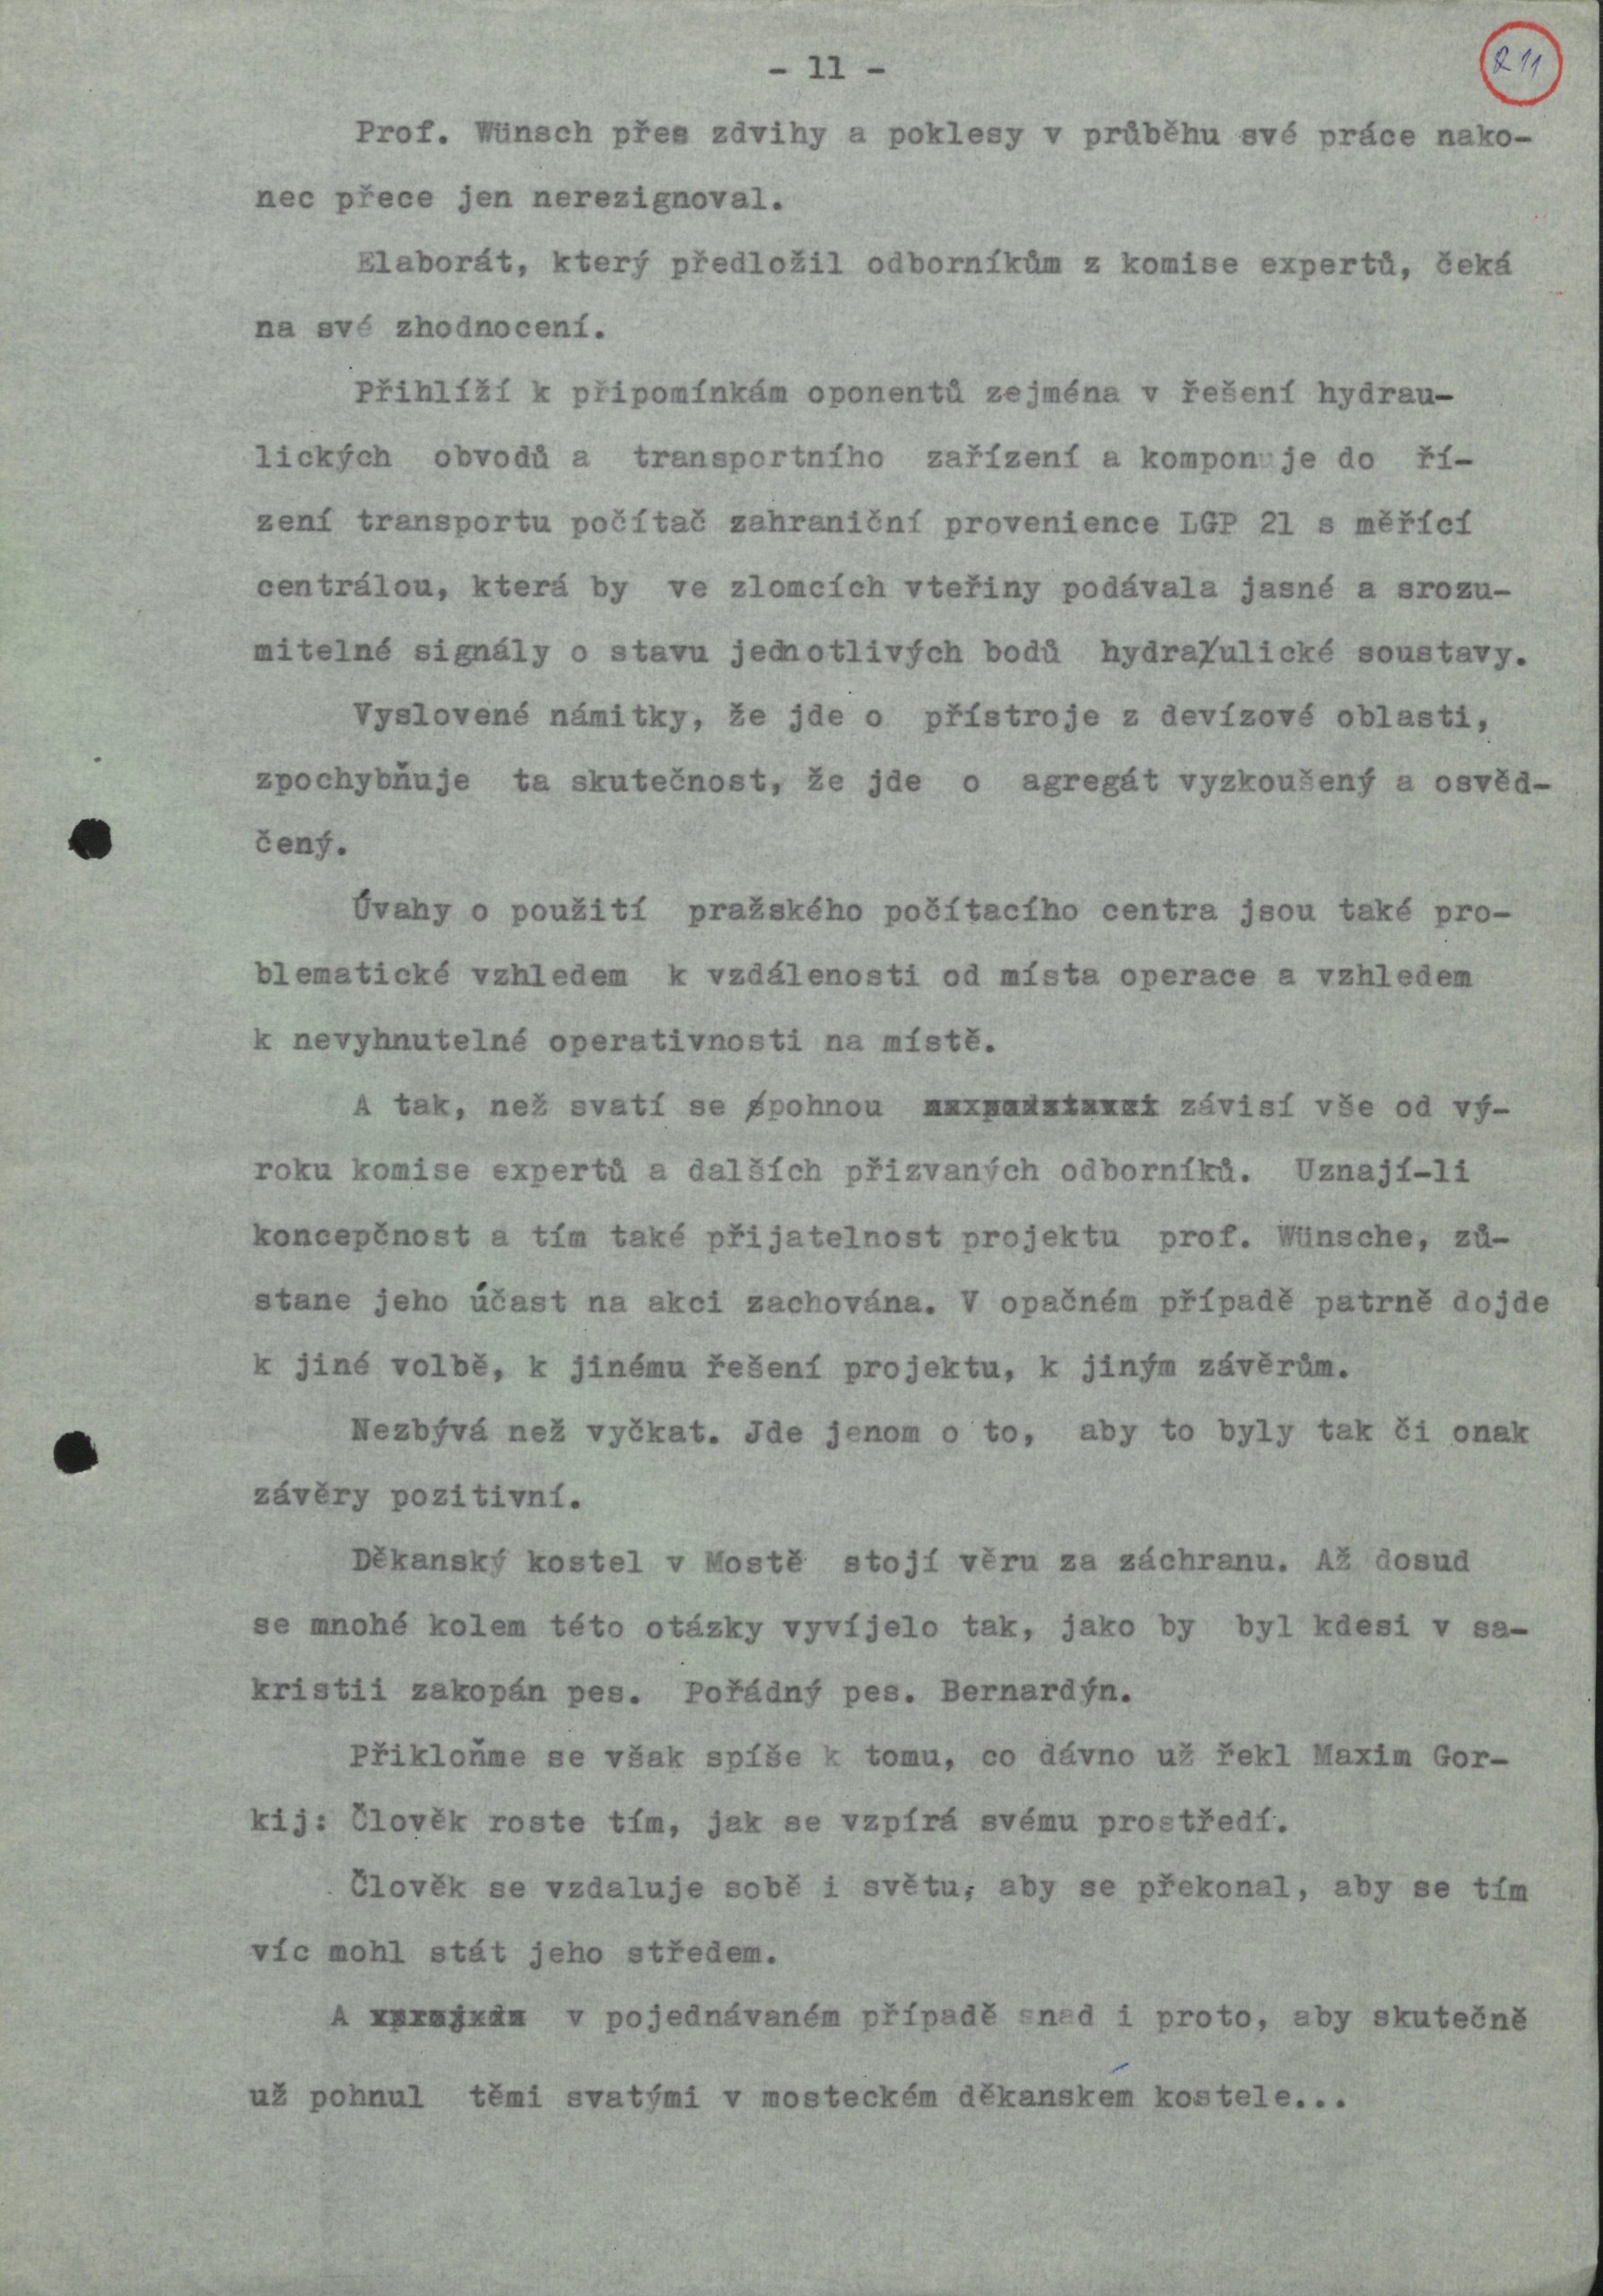 - 11 -
211
Prof. Wünsch přes zdvihy a poklesy v průběhu své práce nako-
nec přece jen nerezignoval.
Elaborát, který předložil odborníkům z komise expertů, čeká
na své zhodnocení.
Přihlíží k připomínkám oponentů zejména v řešení hydrau-
lických obvodů a transportního zařízení a komponuje do ří-
zení transportu počítač zahraniční provenience LGP 21 s měřící
centrálou, která by ve zlomcích vteřiny podávala jasné a srozu-
mitelné signály o stavu jednotlivých bodů hydraulické soustavy.
Vyslovené námitky, že jde o přístroje z devízové oblasti,
zpochybňuje ta skutečnost, že jde o agregát vyzkoušený a osvěd-
čený.
Úvahy o použití pražského počítacího centra jsou také pro-
blematické vzhledem k vzdálenosti od místa operace a vzhledem
k nevyhnutelné operativnosti na místě.
A tak, než svatí se pohnou závisí vše od vý-
roku komise expertů a dalších přizvaných odborníků. Uznají-li
koncepčnost a tím také přijatelnost projektu prof. Wünsche, zů-
stane jeho účast na akci zachována. V opačném případě patrně dojde
k jiné volbě, k jinému řešení projektu, k jiným závěrům.
Nezbývá než vyčkat. Jde jenom o to, aby to byly tak či onak
závěry pozitivní.
Děkanský kostel v Mostě stojí věru za záchranu. Až dosud
se mnohé kolem této otázky vyvíjelo tak, jako by byl kdesi v sa-
kristii zakopán pes. Pořádný pes. Bernardýn.
Přikloňme se však spíše k tomu, co dávno už řekl Maxim Gor-
kij: Člověk roste tím, jak se vzpírá svému prostředí.
Člověk se vzdaluje sobě i světu, aby se překonal, aby se tím
víc mohl stát jeho středem.
A v pojednávaném případě snad i proto, aby skutečně
už pohnul těmi svatými v mosteckém děkanském kostele...